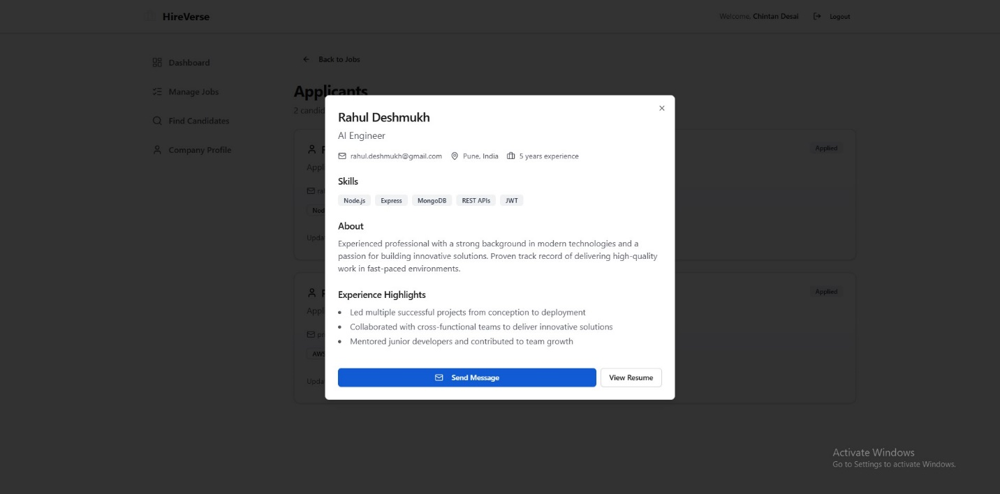 HireVerse
Welcome, Chintan Desai
Logout
Dashboard
Manage Jobs
Find Candidates
Company Profile
Back to Jobs
Applicants
2 candid
Applied
Appl
Node
Upda
Applied
Appl
AWS
Upda
Rahul Deshmukh
AI Engineer
rahul.deshmukh@gmail.com Pune, India 5 years experience
Skills
Node.js Express MongoDB REST APIs JWT
About
Experienced professional with a strong background in modern technologies and a
passion for building innovative solutions. Proven track record of delivering high-quality
work in fast-paced environments.
Experience Highlights
• Led multiple successful projects from conception to deployment
• Collaborated with cross-functional teams to deliver innovative solutions
• Mentored junior developers and contributed to team growth
Send Message
View Resume
Activate Windows
Go to Settings to activate Windows.